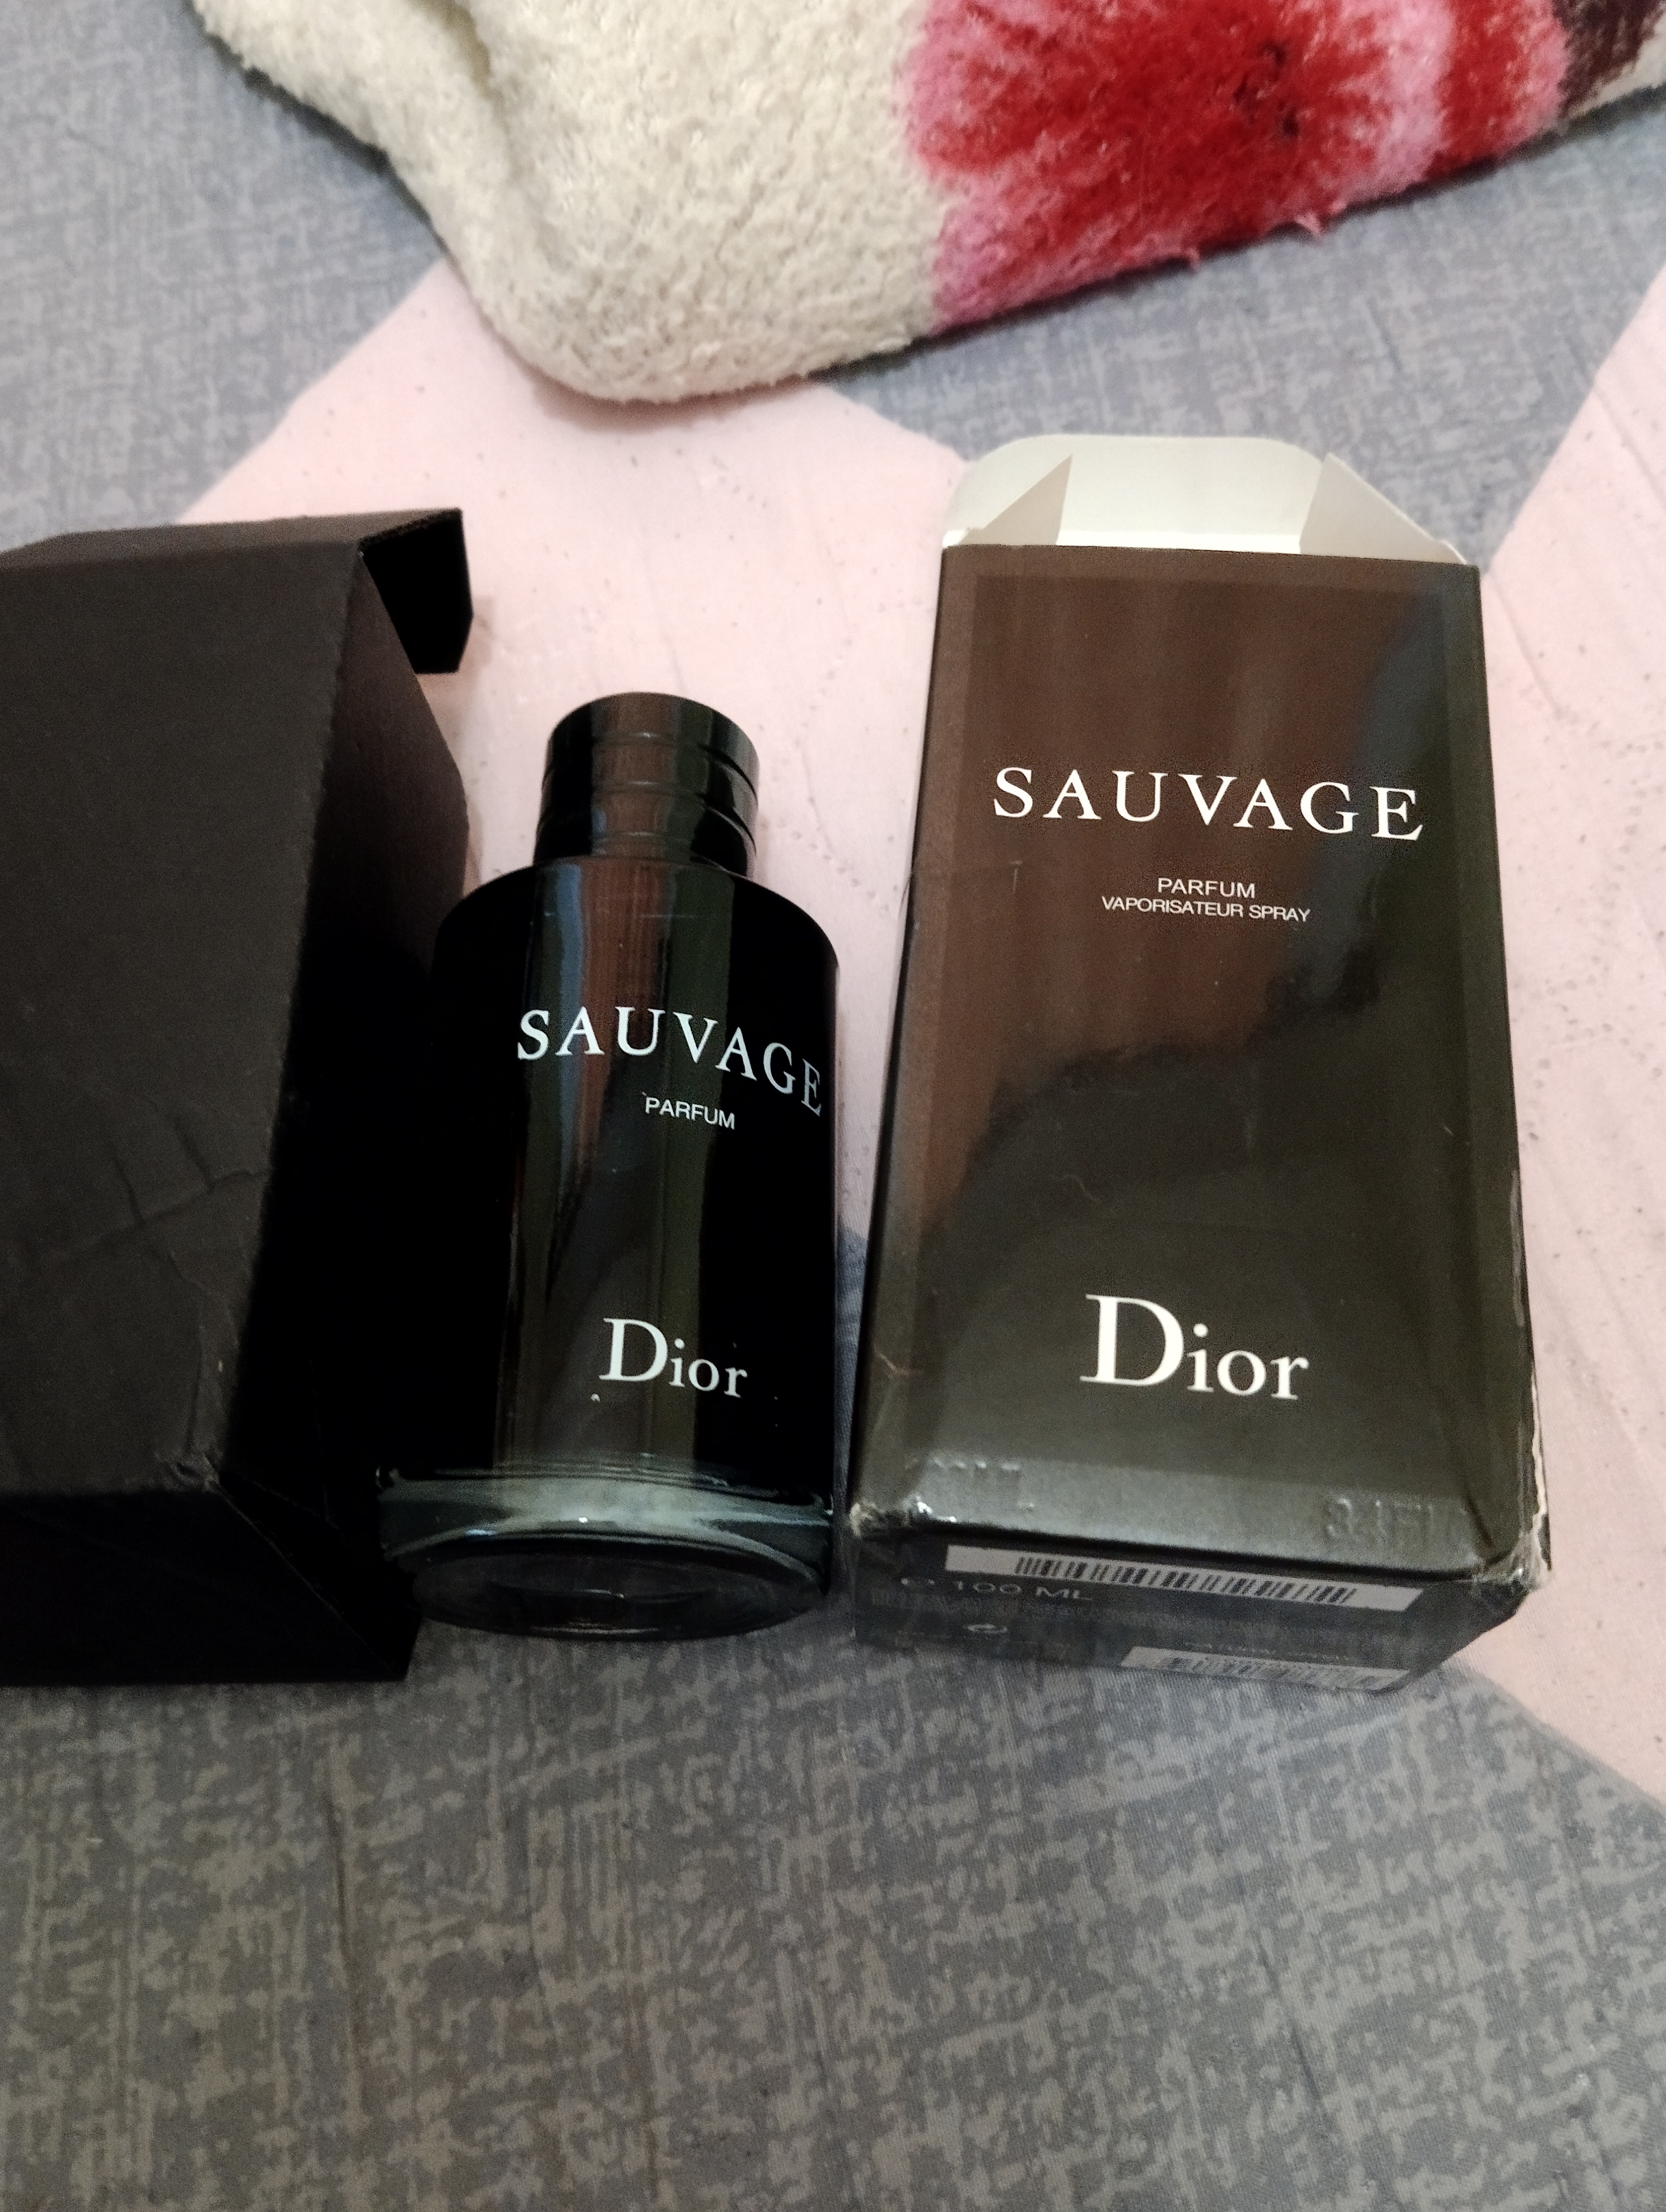 SAUVAGE
PARFUM
Dior
SAUVAGE
PARFUM
VAPORISATEUR SPRAY
Dior
e 100 ML